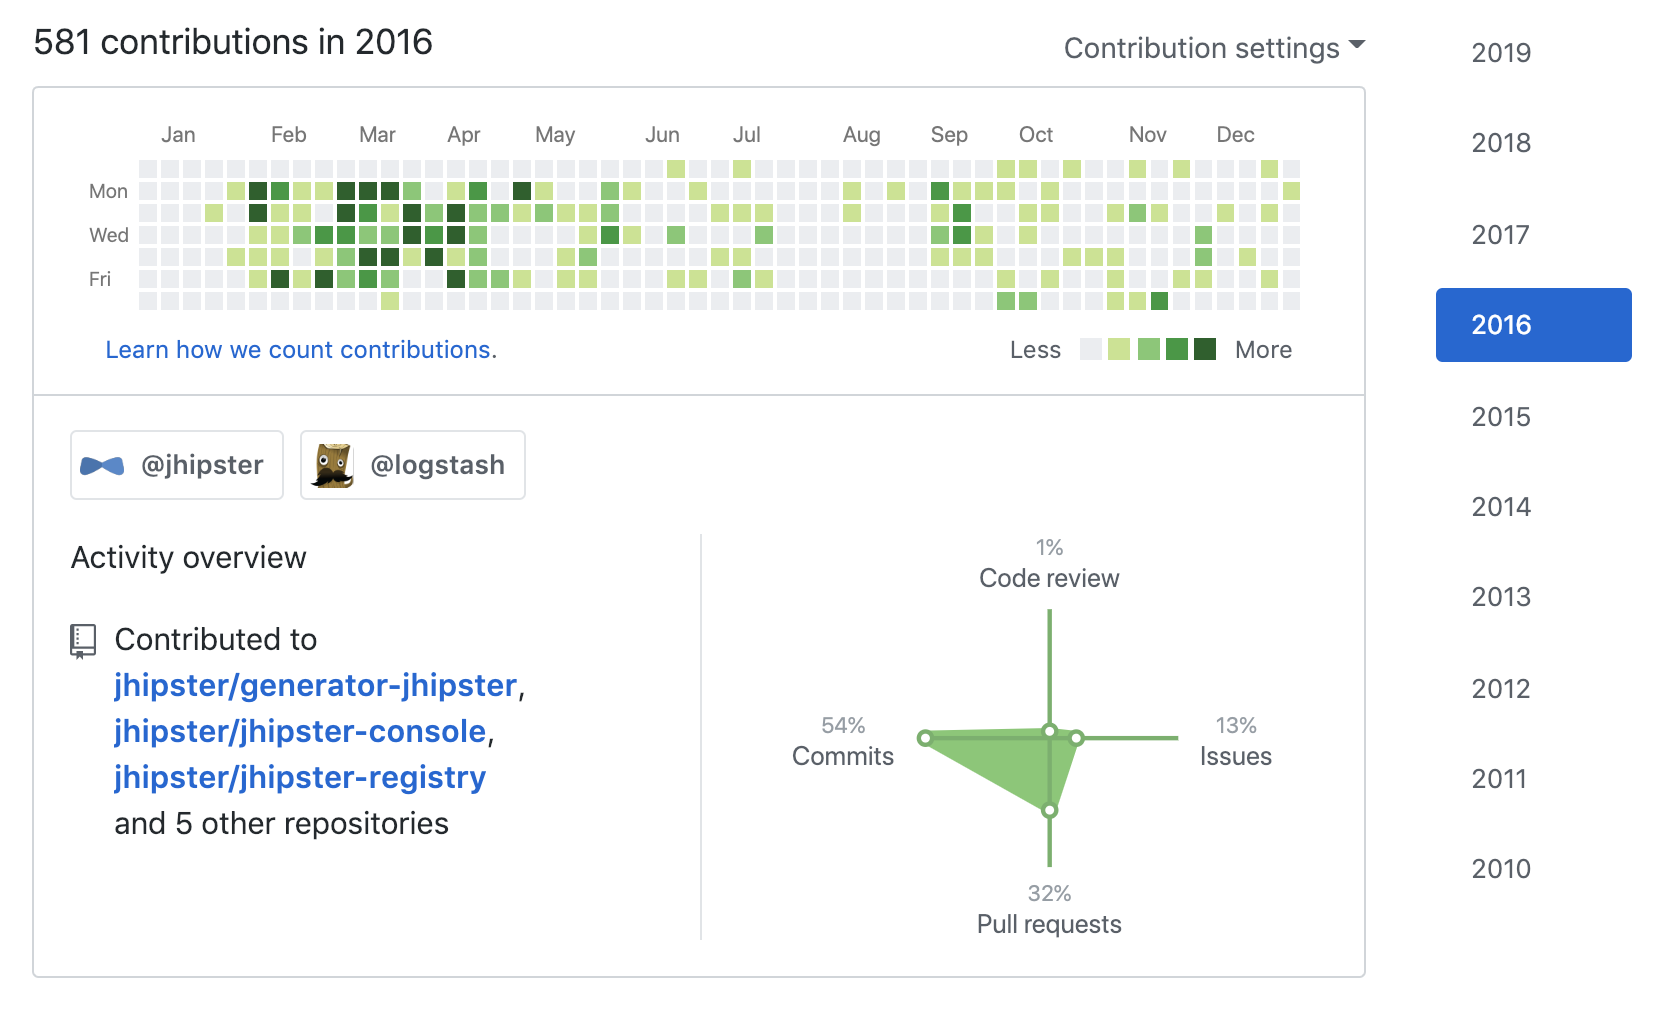 581 contributions in 2016
Contribution settings
Jan Feb Mar Apr May Jun Jul Aug Sep Oct Nov Dec
Mon
Wed
Fri
Learn how we count contributions.
Less More
@jhipster
@logstash
Activity overview
Contributed to
jhipster/generator-jhipster,
jhipster/jhipster-console,
jhipster/jhipster-registry
and 5 other repositories
1%
Code review
54%
Commits
13%
Issues
32%
Pull requests
2019
2018
2017
2016
2015
2014
2013
2012
2011
2010